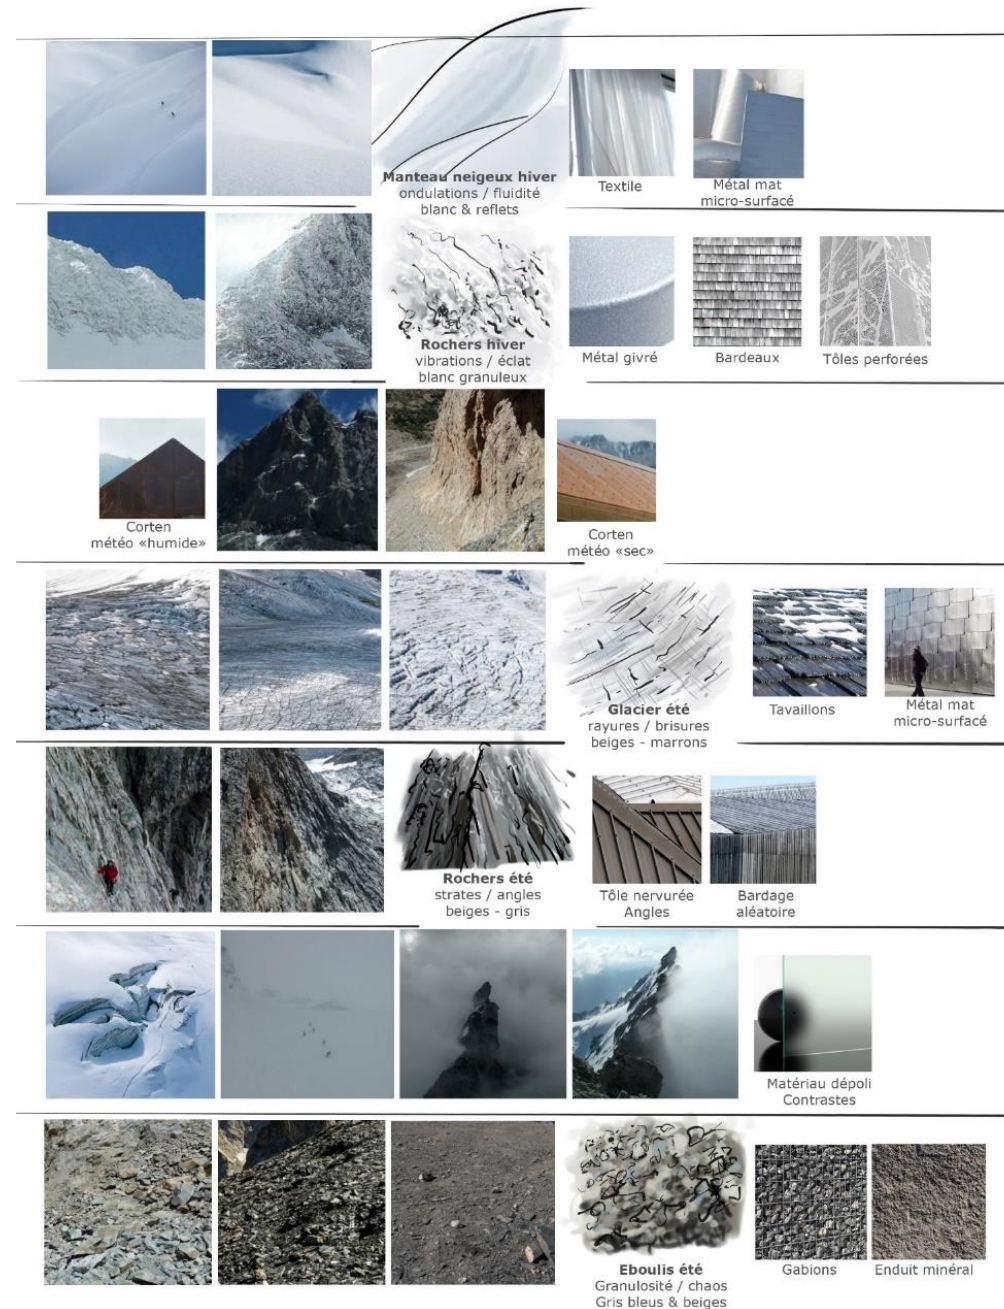 Manteau neigeux hiver
ondulations / fluidité
blanc & reflets
Textile
Métal mat
micro-surfacé
Rochers hiver
vibrations / éclat
blanc granuleux
Métal givré
Bardeaux
Tôles perforées
Corten
météo «humide»
Corten
météo «sec»
Glacier été
rayures / brisures
beiges - marrons
Tavaillons
Métal mat
micro-surfacé
Rochers été
strates / angles
beiges - gris
Tôle nervurée
Angles
Bardage
aléatoire
Matériau dépoli
Contrastes
Eboulis été
Granulosité / chaos
Gris bleus & beiges
Gabions
Enduit minéral